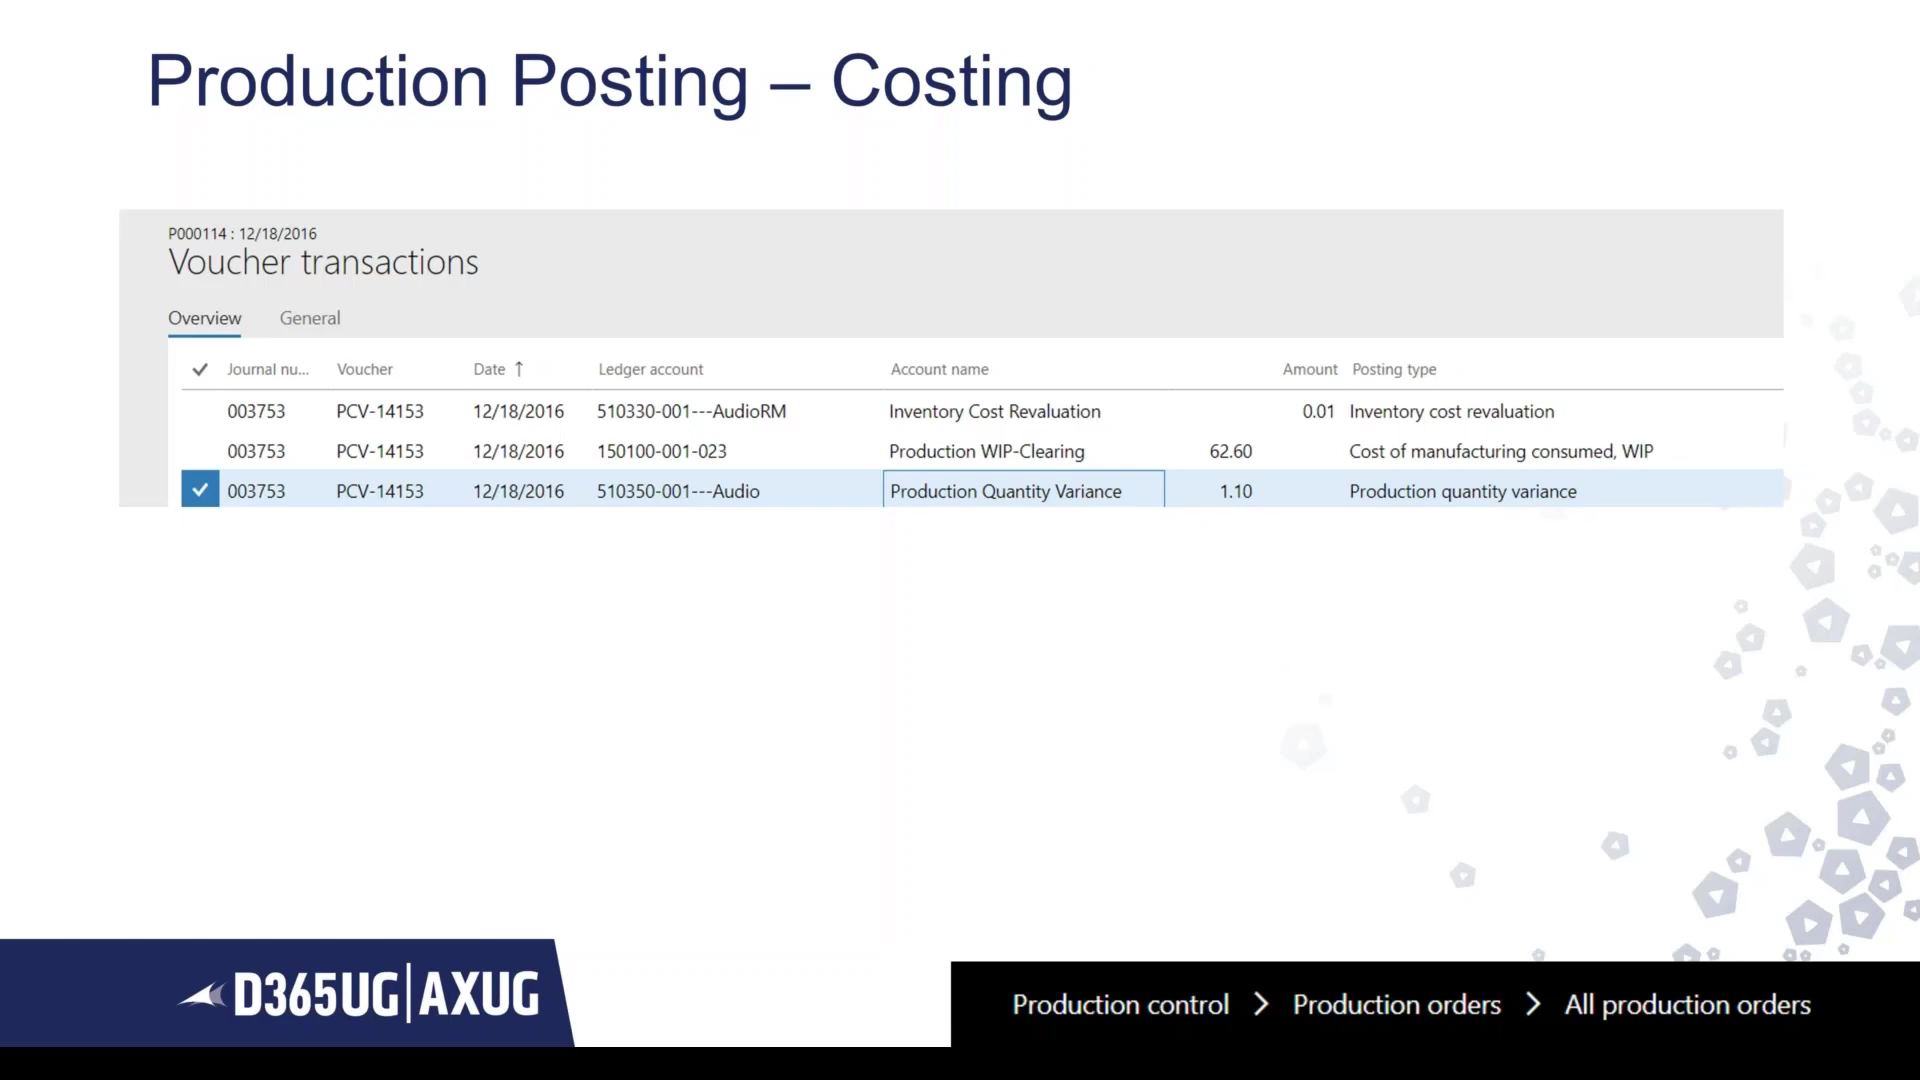 Production Posting – Costing
P000114 : 12/18/2016
Voucher transactions
Overview General
Journal nu... Voucher Date ↑ Ledger account Account name Amount Posting type
003753 PCV-14153 12/18/2016 510330-001---AudioRM Inventory Cost Revaluation 0.01 Inventory cost revaluation
003753 PCV-14153 12/18/2016 150100-001-023 Production WIP-Clearing 62.60 Cost of manufacturing consumed, WIP
003753 PCV-14153 12/18/2016 510350-001---Audio Production Quantity Variance 1.10 Production quantity variance
D365UG|AXUG
Production control > Production orders > All production orders